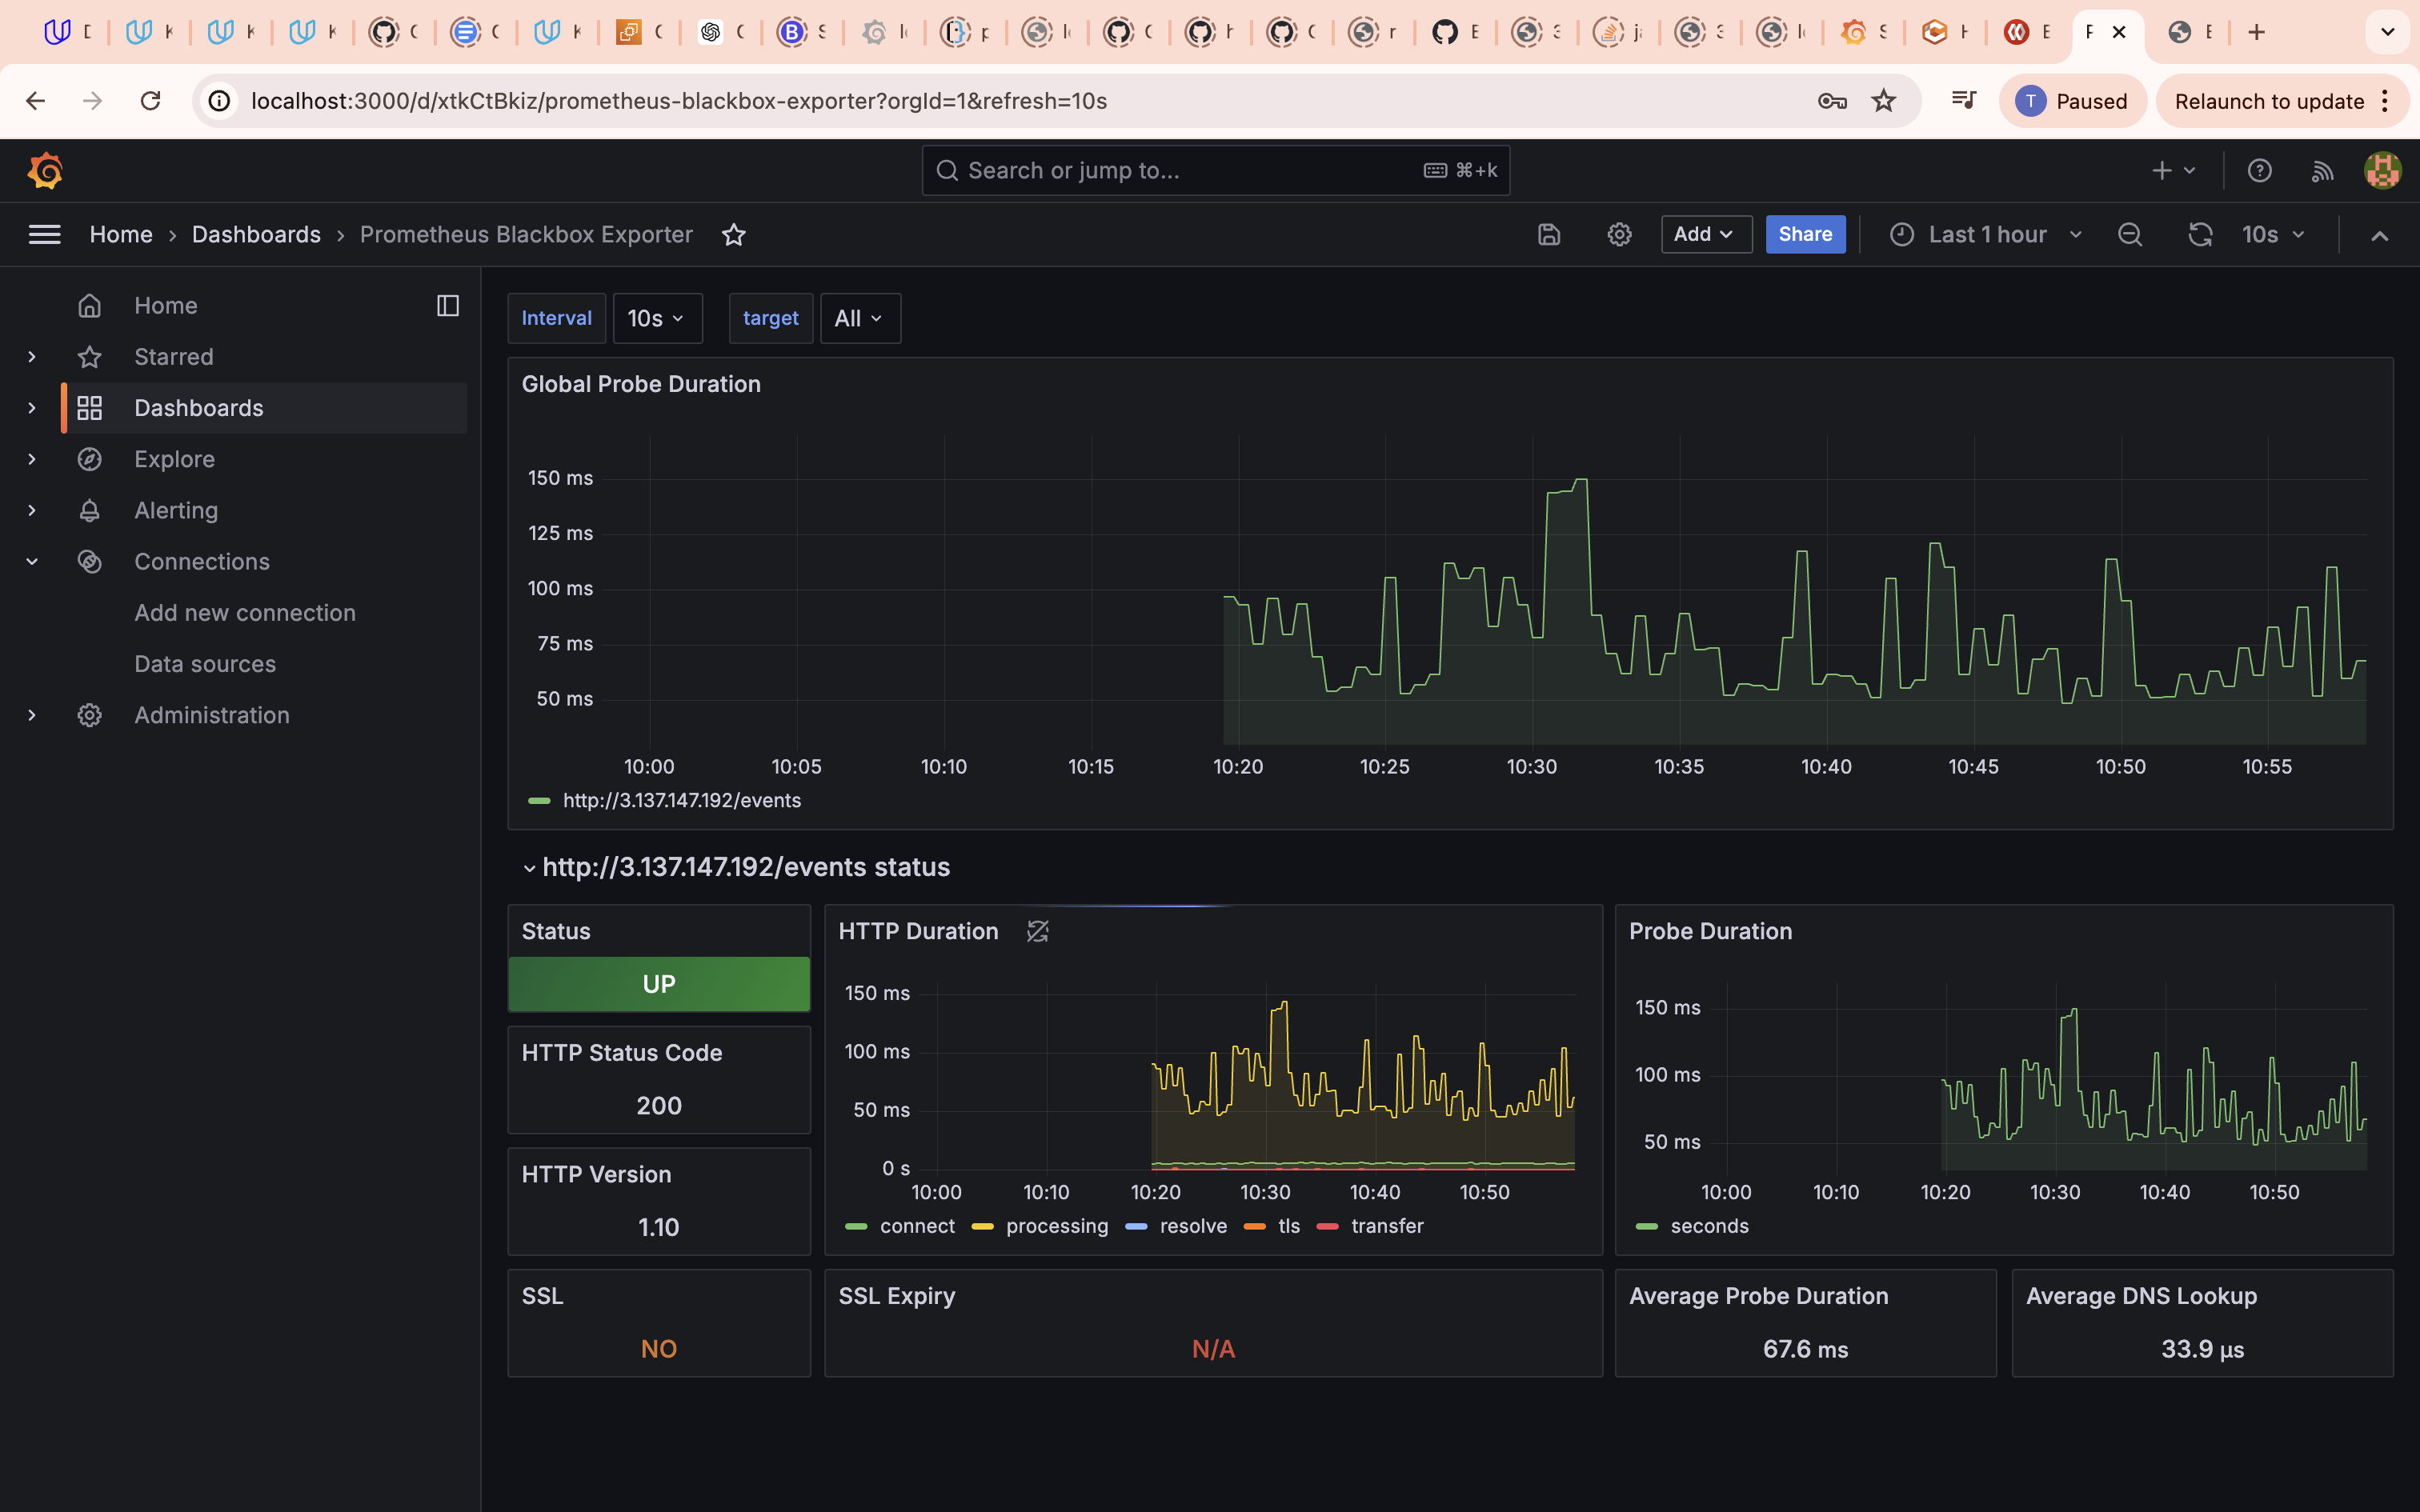 localhost:3000/d/xtkCtBkiz/prometheus-blackbox-exporter?orgId=1&refresh=10s
T Paused
Relaunch to update
Search or jump to...
⌘+k
Home › Dashboards › Prometheus Blackbox Exporter
Add
Share
Last 1 hour
10s
Home
Starred
Dashboards
Explore
Alerting
Connections
Add new connection
Data sources
Administration
Interval 10s target All
Global Probe Duration
150 ms
125 ms
100 ms
75 ms
50 ms
10:00 10:05 10:10 10:15 10:20 10:25 10:30 10:35 10:40 10:45 10:50 10:55
http://3.137.147.192/events
http://3.137.147.192/events status
Status
UP
HTTP Status Code
200
HTTP Version
1.10
HTTP Duration
150 ms
100 ms
50 ms
0 s
10:00 10:10 10:20 10:30 10:40 10:50
connect processing resolve tls transfer
Probe Duration
150 ms
100 ms
50 ms
10:00 10:10 10:20 10:30 10:40 10:50
seconds
SSL
NO
SSL Expiry
N/A
Average Probe Duration
67.6 ms
Average DNS Lookup
33.9 µs